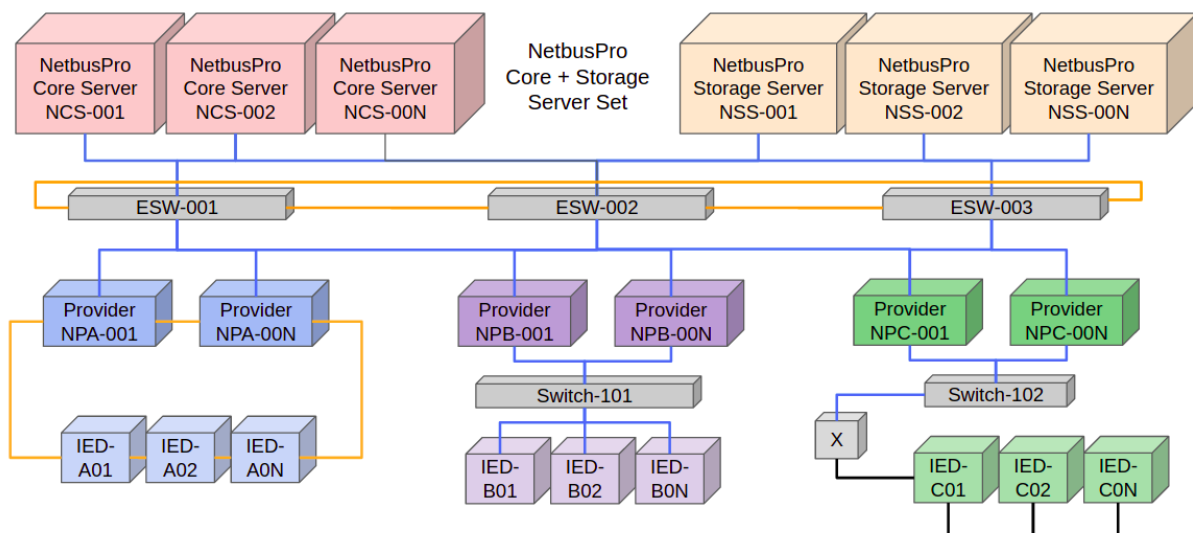 NetbusPro
Core Server
NCS-001
NetbusPro
Core Server
NCS-002
NetbusPro
Core Server
NCS-00N
NetbusPro
Core + Storage
Server Set
NetbusPro
Storage Server
NSS-001
NetbusPro
Storage Server
NSS-002
NetbusPro
Storage Server
NSS-00N
ESW-001
ESW-002
ESW-003
Provider
NPA-001
Provider
NPA-00N
Provider
NPB-001
Provider
NPB-00N
Provider
NPC-001
Provider
NPC-00N
Switch-101
Switch-102
IED-
A01
IED-
A02
IED-
A0N
IED-
B01
IED-
B02
IED-
B0N
X
IED-
C01
IED-
C02
IED-
C0N